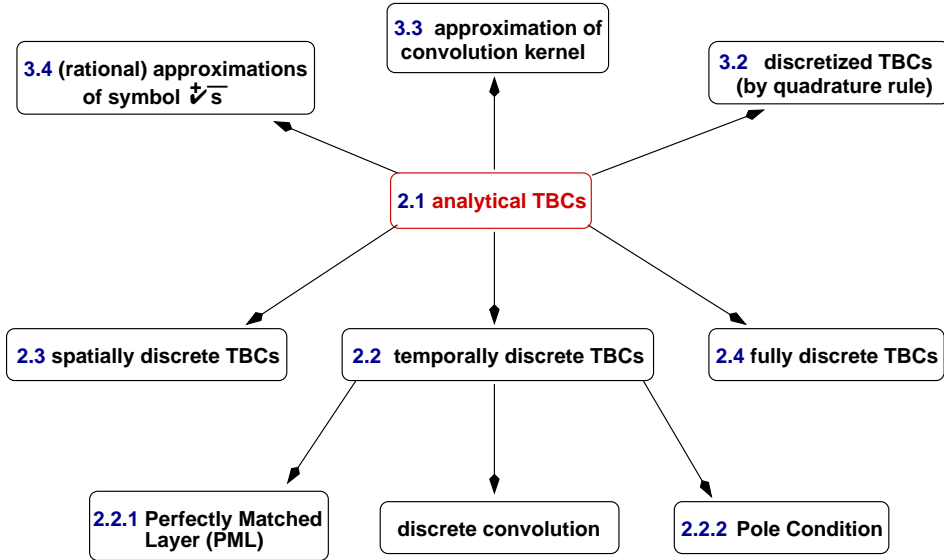 3.3 approximation of
convolution kernel
3.4 (rational) approximations
of symbol ⁺√s
3.2 discretized TBCs
(by quadrature rule)
2.1 analytical TBCs
2.3 spatially discrete TBCs
2.2 temporally discrete TBCs
2.4 fully discrete TBCs
2.2.1 Perfectly Matched
Layer (PML)
discrete convolution
2.2.2 Pole Condition